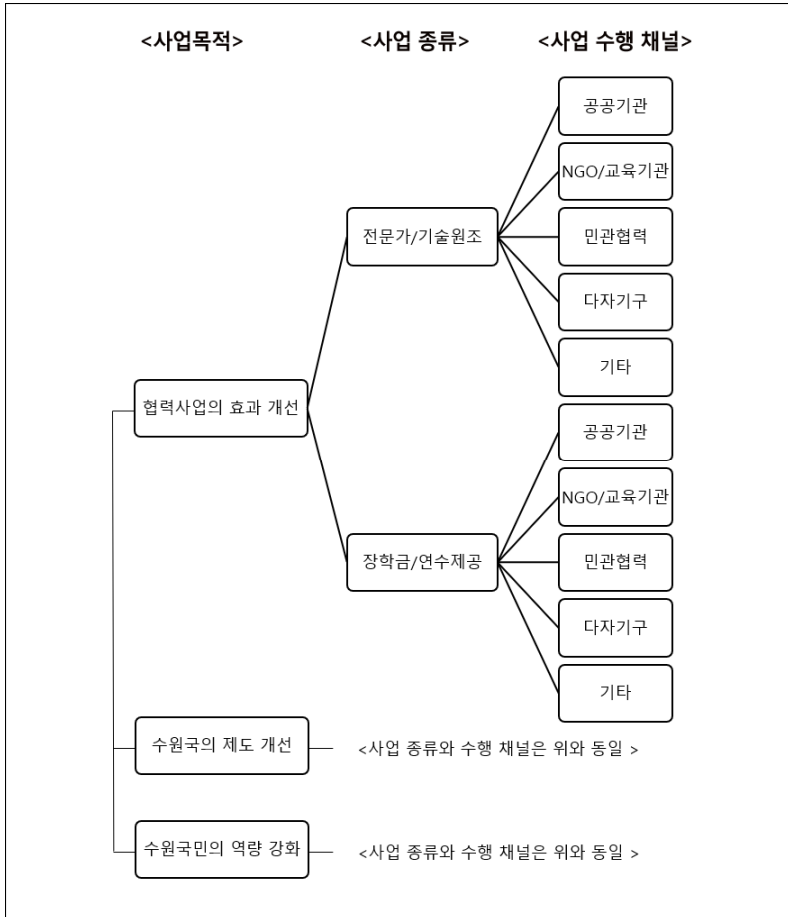 <사업목적> <사업 종류> <사업 수행 채널>
공공기관
NGO/교육기관
전문가/기술원조
민관협력
다자기구
기타
협력사업의 효과 개선
공공기관
NGO/교육기관
장학금/연수제공
민관협력
다자기구
기타
수원국의 제도 개선
<사업 종류와 수행 채널은 위와 동일 >
수원국민의 역량 강화
<사업 종류와 수행 채널은 위와 동일 >